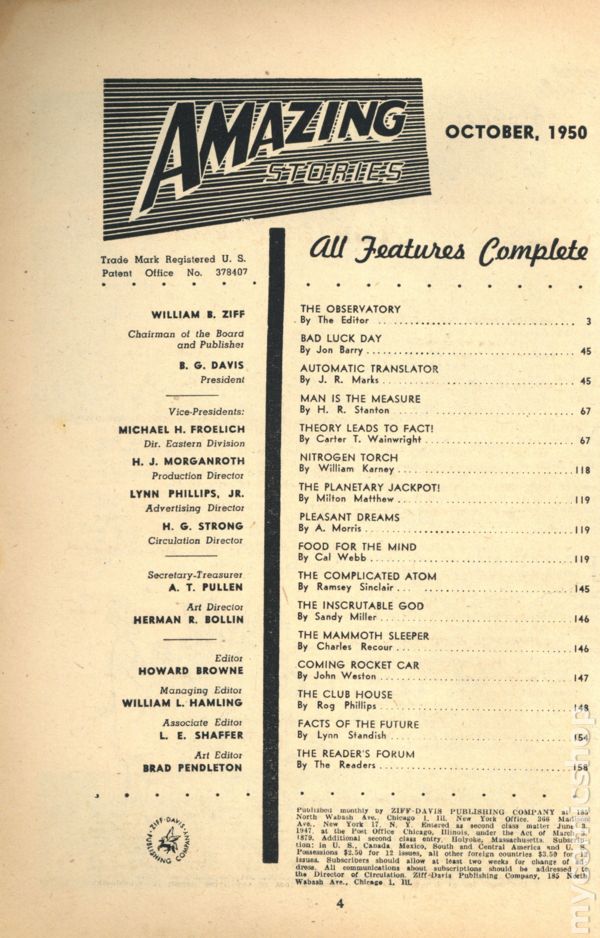 AMAZING
STORIES
OCTOBER, 1950
Trade Mark Registered U. S.
Patent Office No. 378407
WILLIAM B. ZIFF
Chairman of the Board
and Publisher
B. G. DAVIS
President
Vice-Presidents:
MICHAEL H. FROELICH
Dir. Eastern Division
H. J. MORGANROTH
Production Director
LYNN PHILLIPS, JR.
Advertising Director
H. G. STRONG
Circulation Director
Secretary-Treasurer
A. T. PULLEN
Art Director
HERMAN R. BOLLIN
Editor
HOWARD BROWNE
Managing Editor
WILLIAM L. HAMLING
Associate Editor
L. E. SHAFFER
Art Editor
BRAD PENDLETON
ZIFF-DAVIS PUBLISHING COMPANY
All Features Complete
THE OBSERVATORY
By The Editor 3
BAD LUCK DAY
By Jon Barry 45
AUTOMATIC TRANSLATOR
By J. R. Marks 45
MAN IS THE MEASURE
By H. R. Stanton 67
THEORY LEADS TO FACT!
By Carter T. Wainwright 67
NITROGEN TORCH
By William Karney 118
THE PLANETARY JACKPOT!
By Milton Matthew 119
PLEASANT DREAMS
By A. Morris 119
FOOD FOR THE MIND
By Cal Webb 119
THE COMPLICATED ATOM
By Ramsey Sinclair 145
THE INSCRUTABLE GOD
By Sandy Miller 146
THE MAMMOTH SLEEPER
By Charles Recour 146
COMING ROCKET CAR
By John Weston 147
THE CLUB HOUSE
By Rog Phillips 148
FACTS OF THE FUTURE
By Lynn Standish 154
THE READER'S FORUM
By The Readers 158
Published monthly by ZIFF-DAVIS PUBLISHING COMPANY at 185
North Wabash Ave., Chicago 1, Ill. New York Office, 366 Madison
Ave., New York 17, N. Y. Entered as second class matter June
1947, at the Post Office Chicago, Illinois, under the Act of March
1879. Additional second class entry, Holyoke, Massachusetts. Subscrip-
tion: in U. S., Canada Mexico, South and Central America and U. S.
Possessions $2.50 for 12 issues, all other foreign countries $3.50 for 12
issues. Subscribers should allow at least two weeks for change of ad-
dress. All communications about subscriptions should be addressed to
the Director of Circulation. Ziff-Davis Publishing Company, 185 North
Wabash Ave., Chicago 1, Ill.
4
mycomicshop